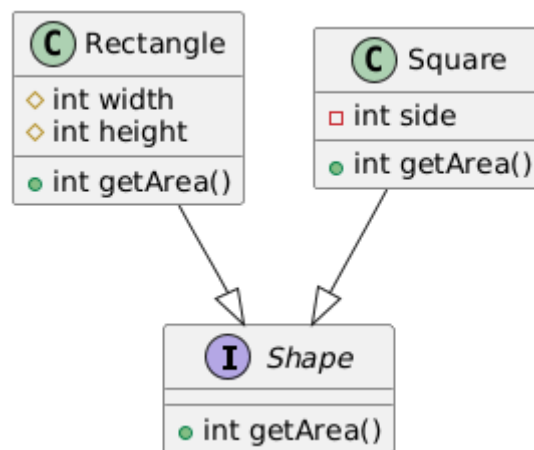 C Rectangle
int width
int height
int getArea()
C Square
int side
int getArea()
I Shape
int getArea()